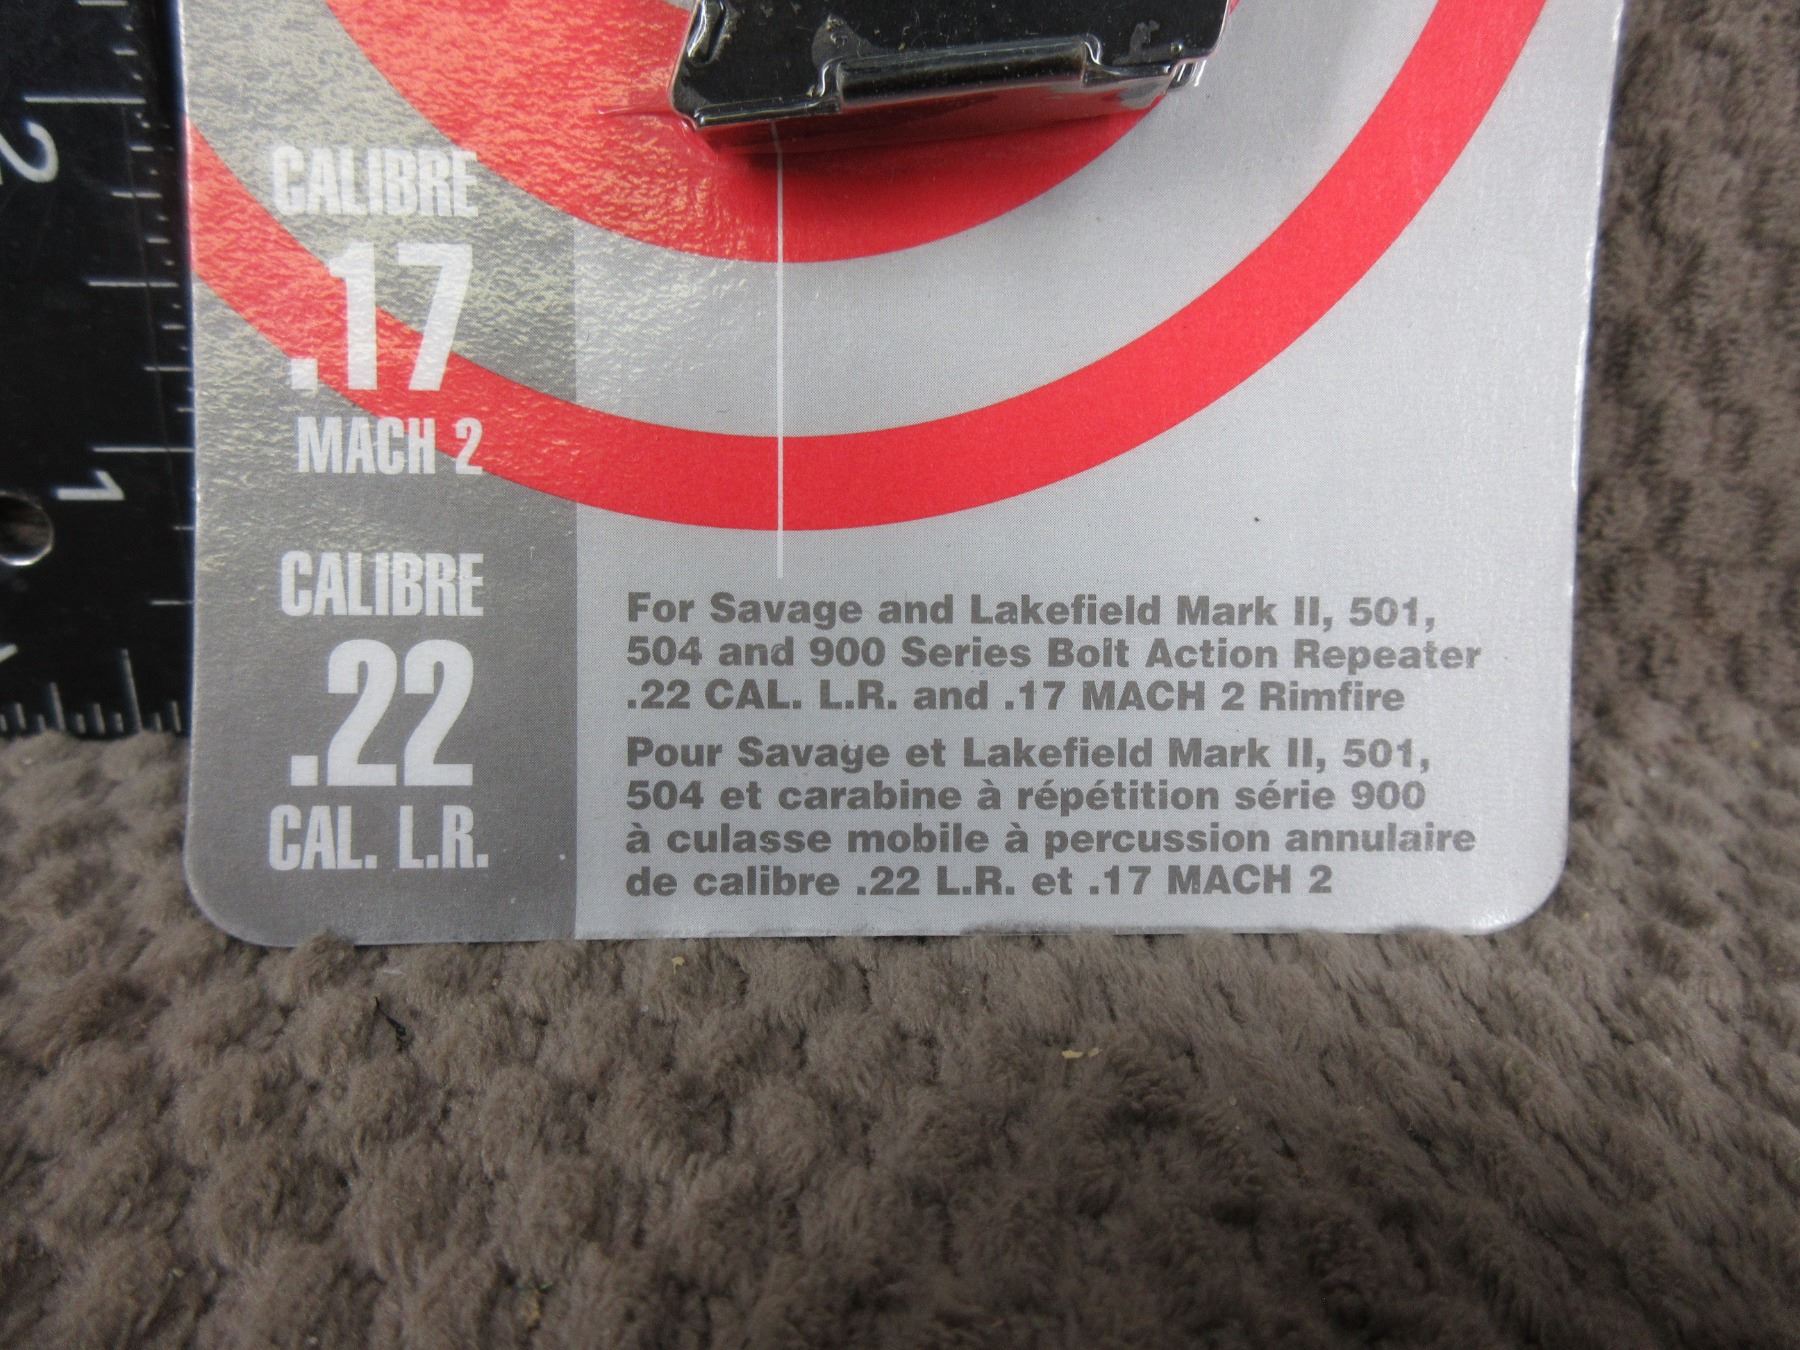 2
1
CALIBRE
.17
MACH 2
CALIBRE
.22
CAL. L.R.
For Savage and Lakefield Mark II, 501,
504 and 900 Series Bolt Action Repeater
.22 CAL. L.R. and .17 MACH 2 Rimfire
Pour Savage et Lakefield Mark II, 501,
504 et carabine à répétition série 900
à culasse mobile à percussion annulaire
de calibre .22 L.R. et .17 MACH 2